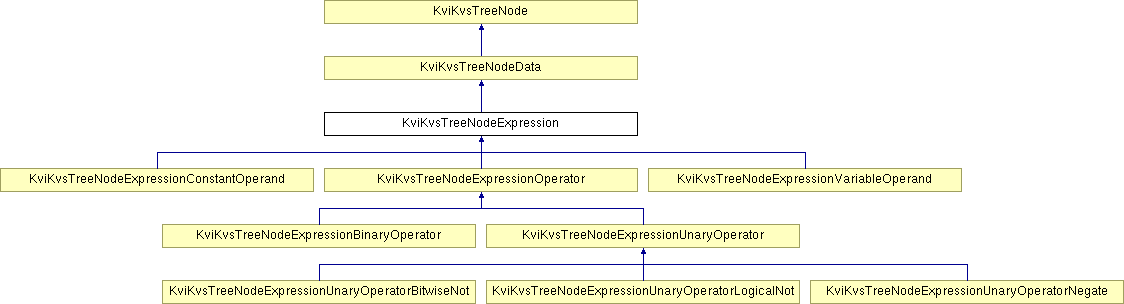 KviKvsTreeNode
KviKvsTreeNodeData
KviKvsTreeNodeExpression
KviKvsTreeNodeExpressionConstantOperand
KviKvsTreeNodeExpressionOperator
KviKvsTreeNodeExpressionVariableOperand
KviKvsTreeNodeExpressionBinaryOperator
KviKvsTreeNodeExpressionUnaryOperator
KviKvsTreeNodeExpressionUnaryOperatorBitwiseNot
KviKvsTreeNodeExpressionUnaryOperatorLogicalNot
KviKvsTreeNodeExpressionUnaryOperatorNegate